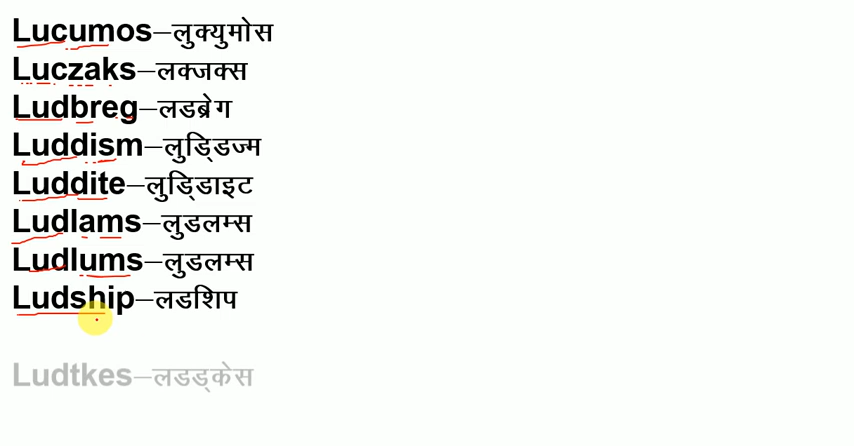 Lucumos–लुक्युमोस
Luczaks–लक्जक्स
Ludbreg–लडब्रेग
Luddism–लुड्डिज्म
Luddite–लुड्डिाइट
Ludlams–लुडलम्स
Ludlums–लुडलम्स
Ludship–लडशिप
Ludtkes–लडड्केस